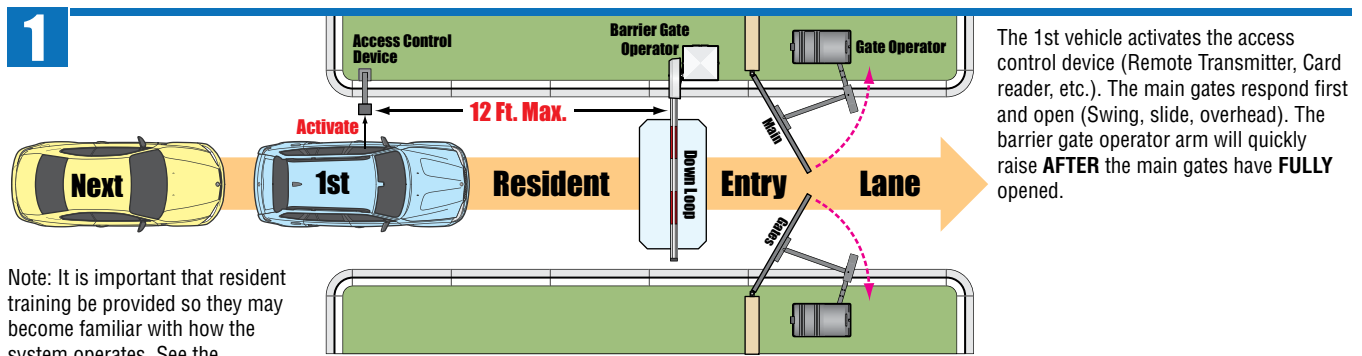 1
Access Control
Device
Barrier Gate
Operator
Gate Operator
12 Ft. Max.
Activate
Main
Next
1st
Resident
Down Loop
Entry
Lane
Gates
The 1st vehicle activates the access
control device (Remote Transmitter, Card
reader, etc.). The main gates respond first
and open (Swing, slide, overhead). The
barrier gate operator arm will quickly
raise AFTER the main gates have FULLY
opened.
Note: It is important that resident
training be provided so they may
become familiar with how the
system operates. See the